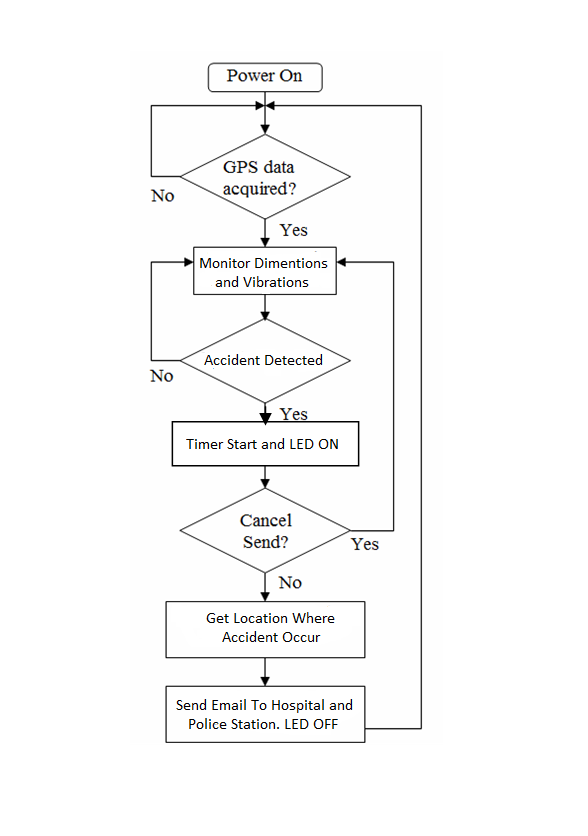 Power On
GPS data
acquired?
No
Yes
Monitor Dimentions
and Vibrations
Accident Detected
No
Yes
Timer Start and LED ON
Cancel
Send?
Yes
No
Get Location Where
Accident Occur
Send Email To Hospital and
Police Station. LED OFF